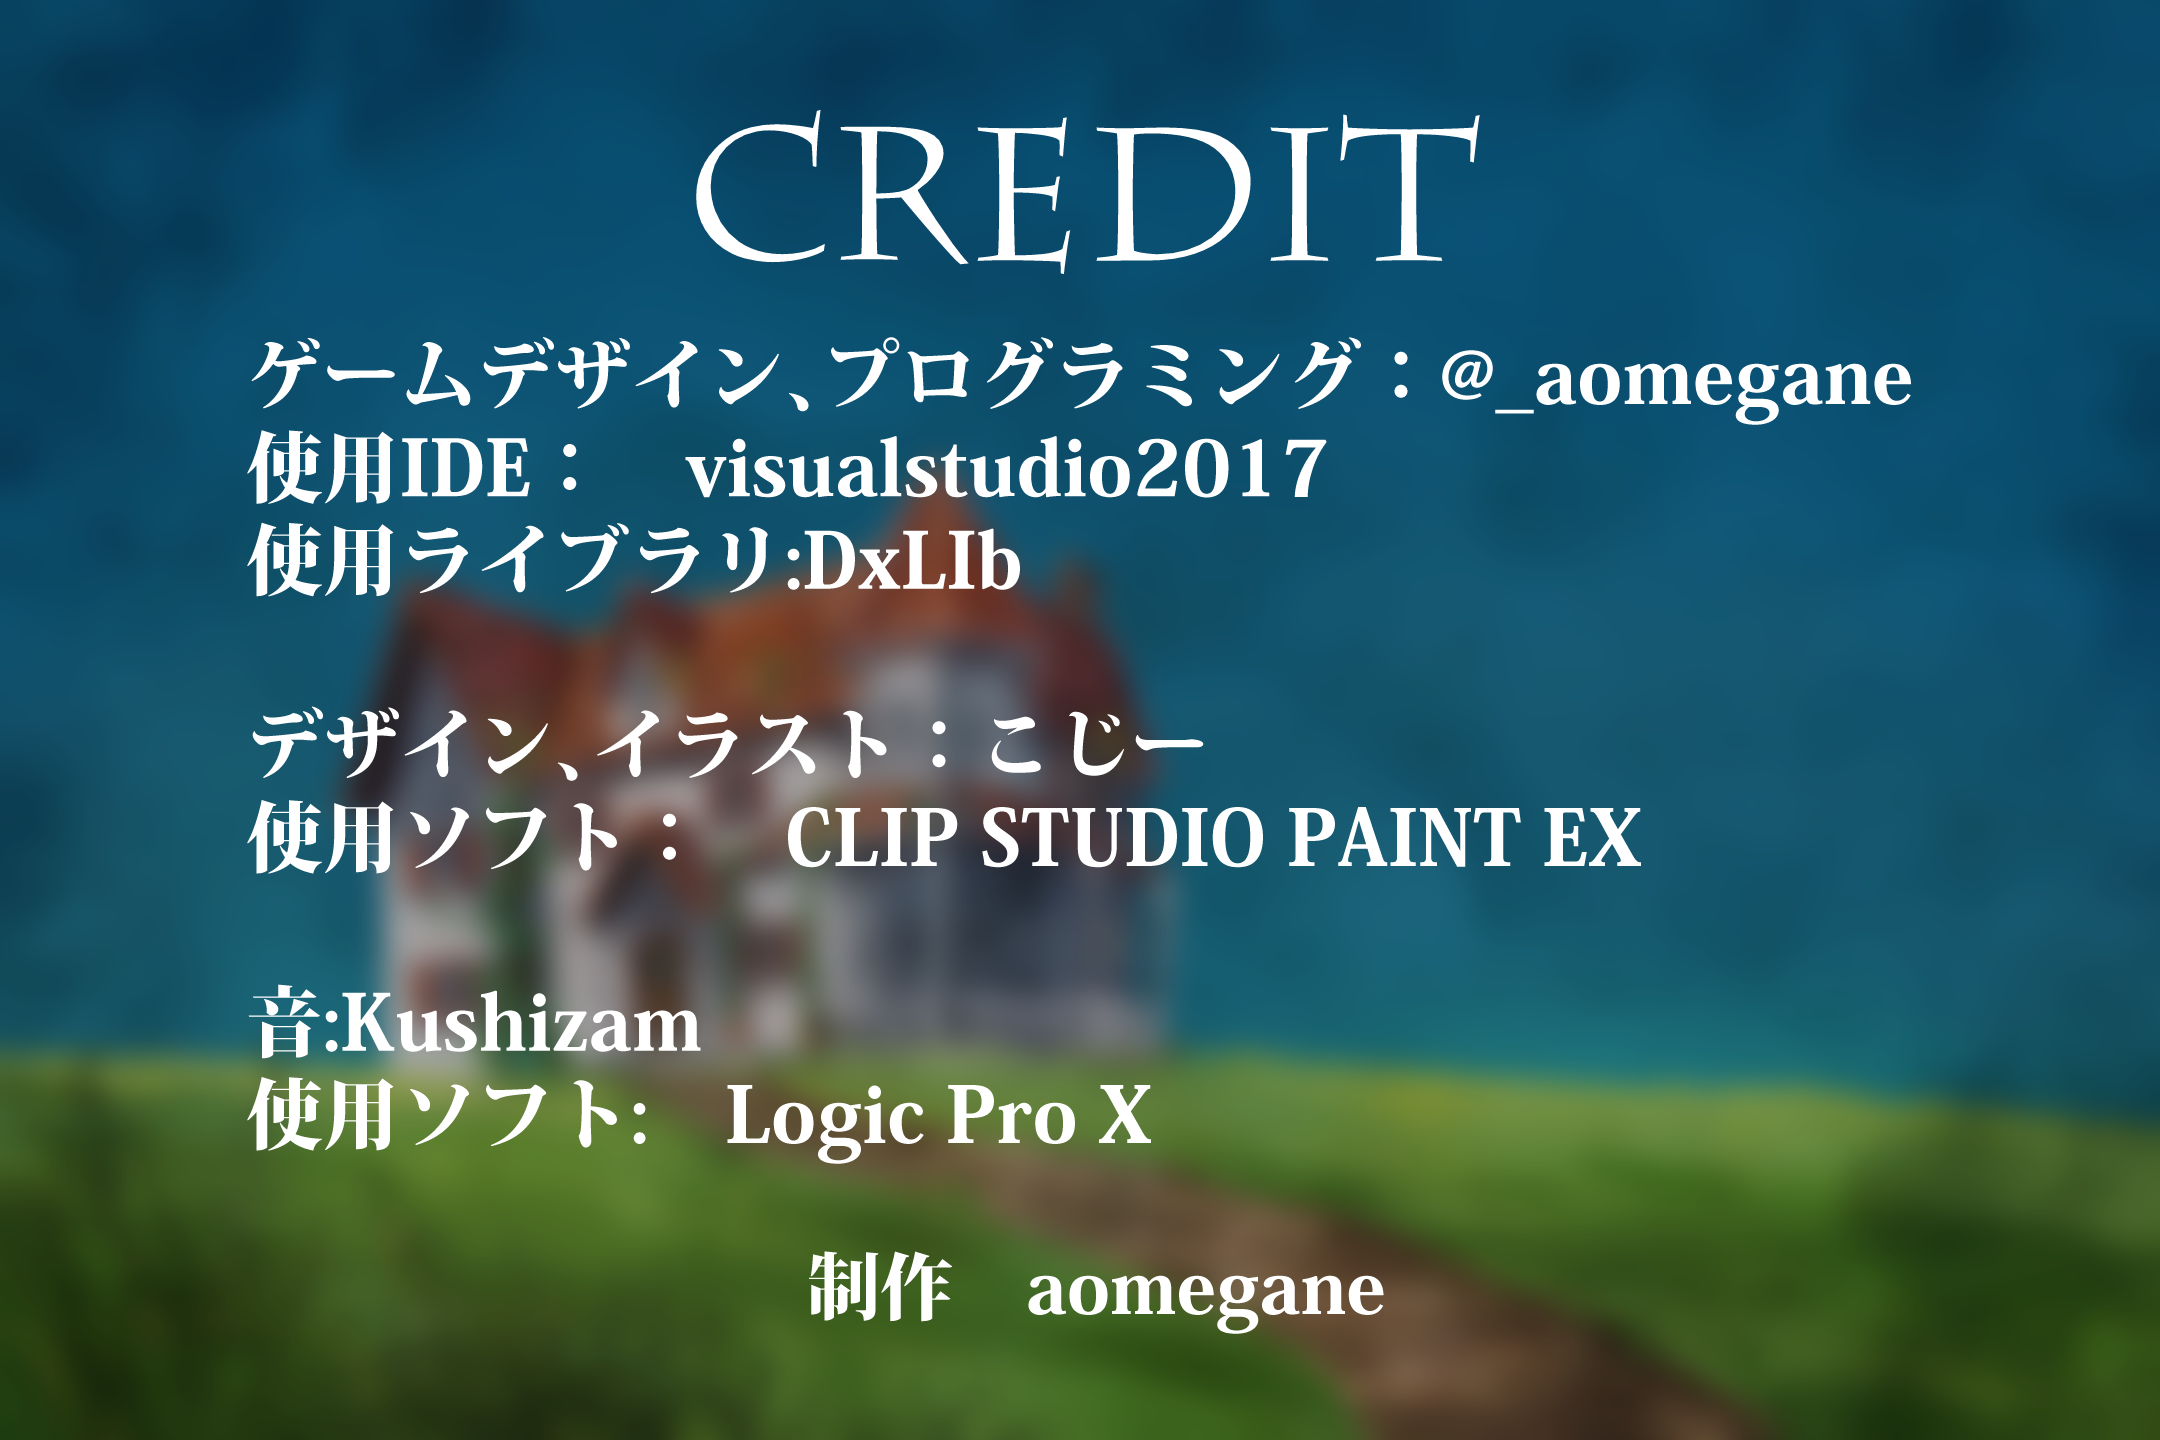 CREDIT
ゲームデザイン、プログラミング：@_aomegane
使用IDE：　visualstudio2017
使用ライブラリ:DxLIb
デザイン、イラスト：こじー
使用ソフト：　CLIP STUDIO PAINT EX
音:Kushizam
使用ソフト:　Logic Pro X
制作　aomegane